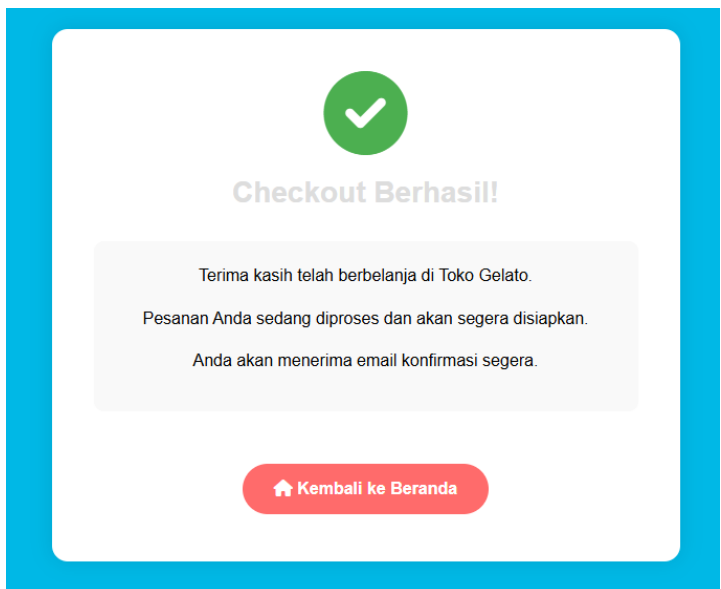 Checkout Berhasil!
Terima kasih telah berbelanja di Toko Gelato.
Pesanan Anda sedang diproses dan akan segera disiapkan.
Anda akan menerima email konfirmasi segera.
Kembali ke Beranda